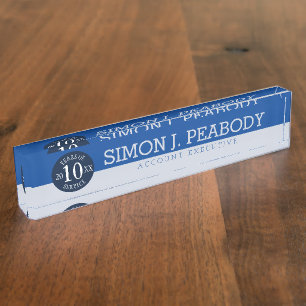 YEARS OF
20 10 XX
SERVICE
SIMON J. PEABODY
ACCOUNT EXECUTIVE